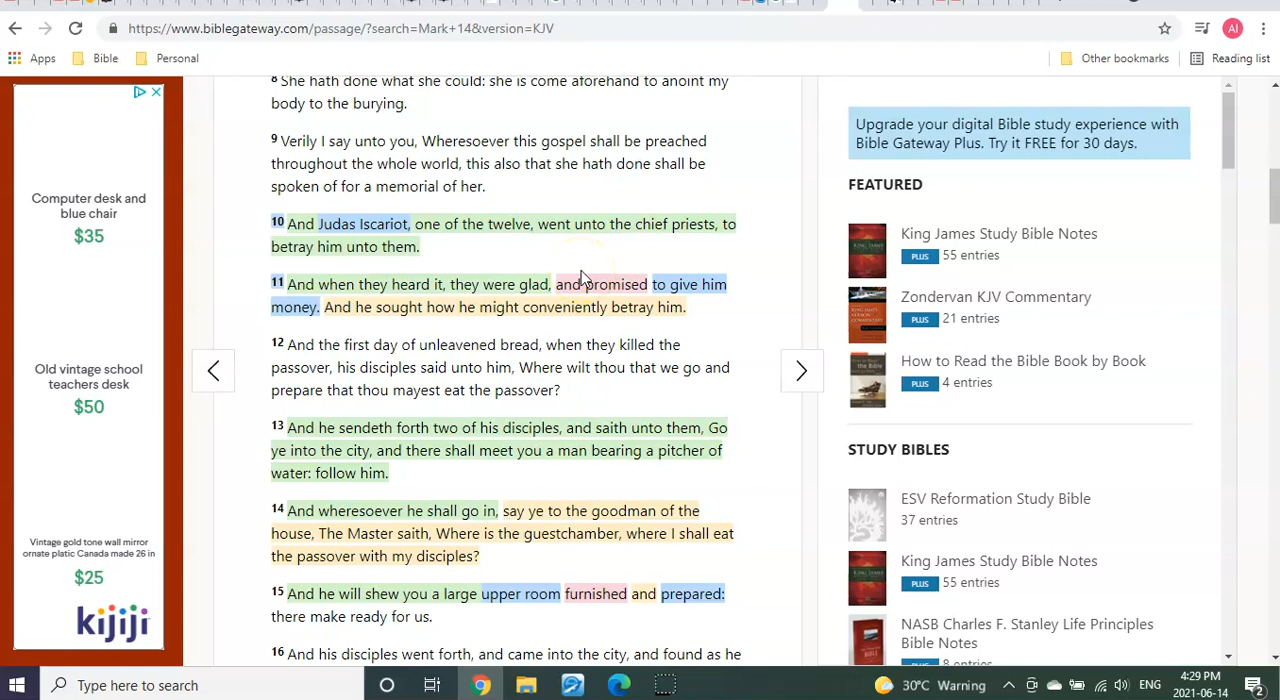 https://www.biblegateway.com/passage/?search=Mark+14&version=KJV
AI
Apps
Bible
Personal
Other bookmarks
Reading list
Computer desk and
blue chair
$35
Old vintage school
teachers desk
$50
Vintage gold tone wall mirror
ornate platic Canada made 26 in
$25
kijiji
8 She hath done what she could: she is come aforehand to anoint my
body to the burying.
9 Verily I say unto you, Wheresoever this gospel shall be preached
throughout the whole world, this also that she hath done shall be
spoken of for a memorial of her.
10 And Judas Iscariot, one of the twelve, went unto the chief priests, to
betray him unto them.
11 And when they heard it, they were glad, and promised to give him
money. And he sought how he might conveniently betray him.
12 And the first day of unleavened bread, when they killed the
passover, his disciples said unto him, Where wilt thou that we go and
prepare that thou mayest eat the passover?
13 And he sendeth forth two of his disciples, and saith unto them, Go
ye into the city, and there shall meet you a man bearing a pitcher of
water: follow him.
14 And wheresoever he shall go in, say ye to the goodman of the
house, The Master saith, Where is the guestchamber, where I shall eat
the passover with my disciples?
15 And he will shew you a large upper room furnished and prepared:
there make ready for us.
16 And his disciples went forth, and came into the city, and found as he
Upgrade your digital Bible study experience with
Bible Gateway Plus. Try it FREE for 30 days.
FEATURED
King James Study Bible Notes
PLUS 55 entries
Zondervan KJV Commentary
PLUS 21 entries
How to Read the Bible Book by Book
PLUS 4 entries
STUDY BIBLES
ESV Reformation Study Bible
37 entries
King James Study Bible Notes
PLUS 55 entries
NASB Charles F. Stanley Life Principles
Bible Notes
PLUS 8 entries
Type here to search
30°C Warning
ENG
4:29 PM
2021-06-14
2